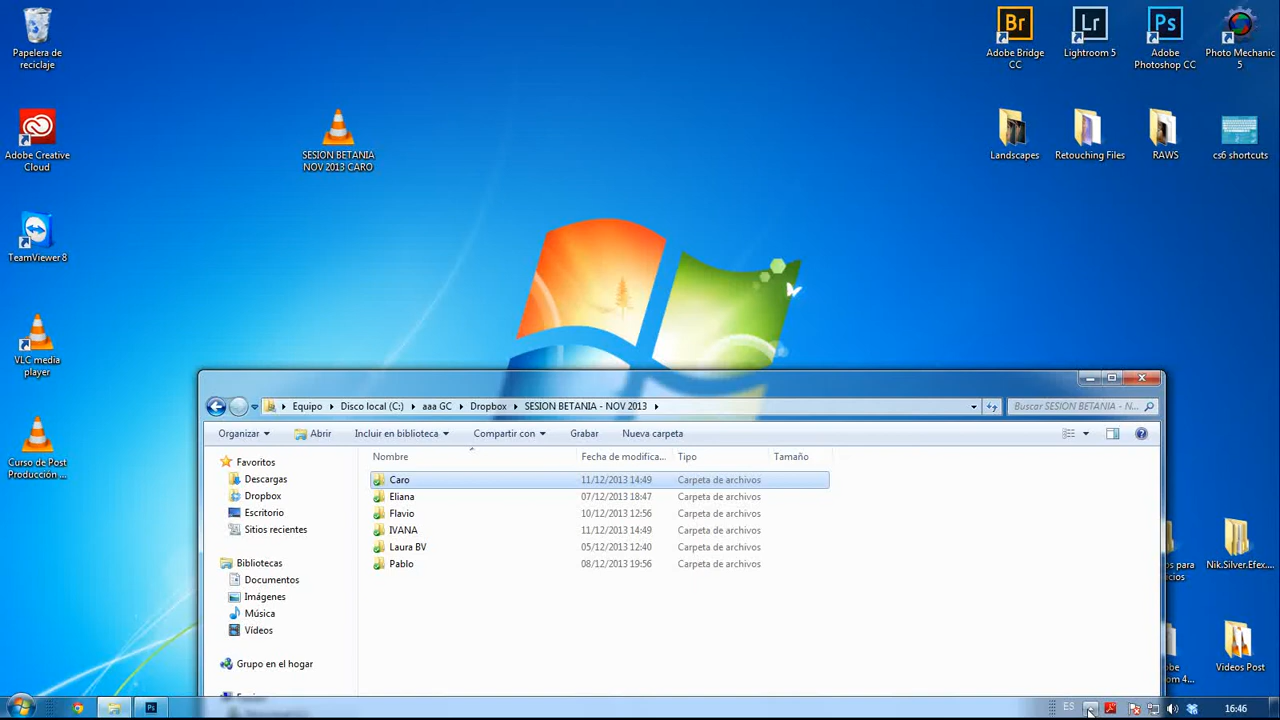 Papelera de
reciclaje
Adobe Creative
Cloud
TeamViewer 8
VLC media
player
Curso de Post
Producción ...
SESION BETANIA
NOV 2013 CARO
Br
Adobe Bridge
CC
Lr
Lightroom 5
Ps
Adobe
Photoshop CC
Photo Mechanic
5
Landscapes
Retouching Files
RAWS
cs6 shortcuts
Equipo
Disco local (C:)
aaa GC
Dropbox
SESION BETANIA - NOV 2013
Buscar SESION BETANIA - N...
Organizar
Abrir
Incluir en biblioteca
Compartir con
Grabar
Nueva carpeta
Favoritos
Descargas
Dropbox
Escritorio
Sitios recientes
Bibliotecas
Documentos
Imágenes
Música
Vídeos
Grupo en el hogar
Nombre Fecha de modifica... Tipo Tamaño
Caro 11/12/2013 14:49 Carpeta de archivos
Eliana 07/12/2013 18:47 Carpeta de archivos
Flavio 10/12/2013 12:56 Carpeta de archivos
IVANA 11/12/2013 14:49 Carpeta de archivos
Laura BV 05/12/2013 12:40 Carpeta de archivos
Pablo 08/12/2013 19:56 Carpeta de archivos
Nik.Silver.Efex....
Videos Post
Ps
ES
16:46